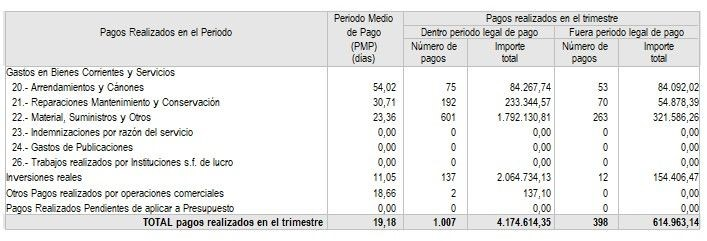 Pagos Realizados en el Periodo Periodo Medio de Pago (PMP) (días) Pagos realizados en el trimestre
Dentro periodo legal de pago Fuera periodo legal de pago
Número de pagos Importe total Número de pagos Importe total
Gastos en Bienes Corrientes y Servicios
20.- Arrendamientos y Cánones 54,02 75 84.267,74 53 84.092,02
21.- Reparaciones Mantenimiento y Conservación 30,71 192 233.344,57 70 54.878,39
22.- Material, Suministros y Otros 23,36 601 1.792.130,81 263 321.586,26
23.- Indemnizaciones por razón del servicio 0,00 0 0,00 0 0,00
24.- Gastos de Publicaciones 0,00 0 0,00 0 0,00
26.- Trabajos realizados por Instituciones s.f. de lucro 0,00 0 0,00 0 0,00
Inversiones reales 11,05 137 2.064.734,13 12 154.406,47
Otros Pagos realizados por operaciones comerciales 18,66 2 137,10 0 0,00
Pagos Realizados Pendientes de aplicar a Presupuesto 0,00 0 0,00 0 0,00
TOTAL pagos realizados en el trimestre 19,18 1.007 4.174.614,35 398 614.963,14